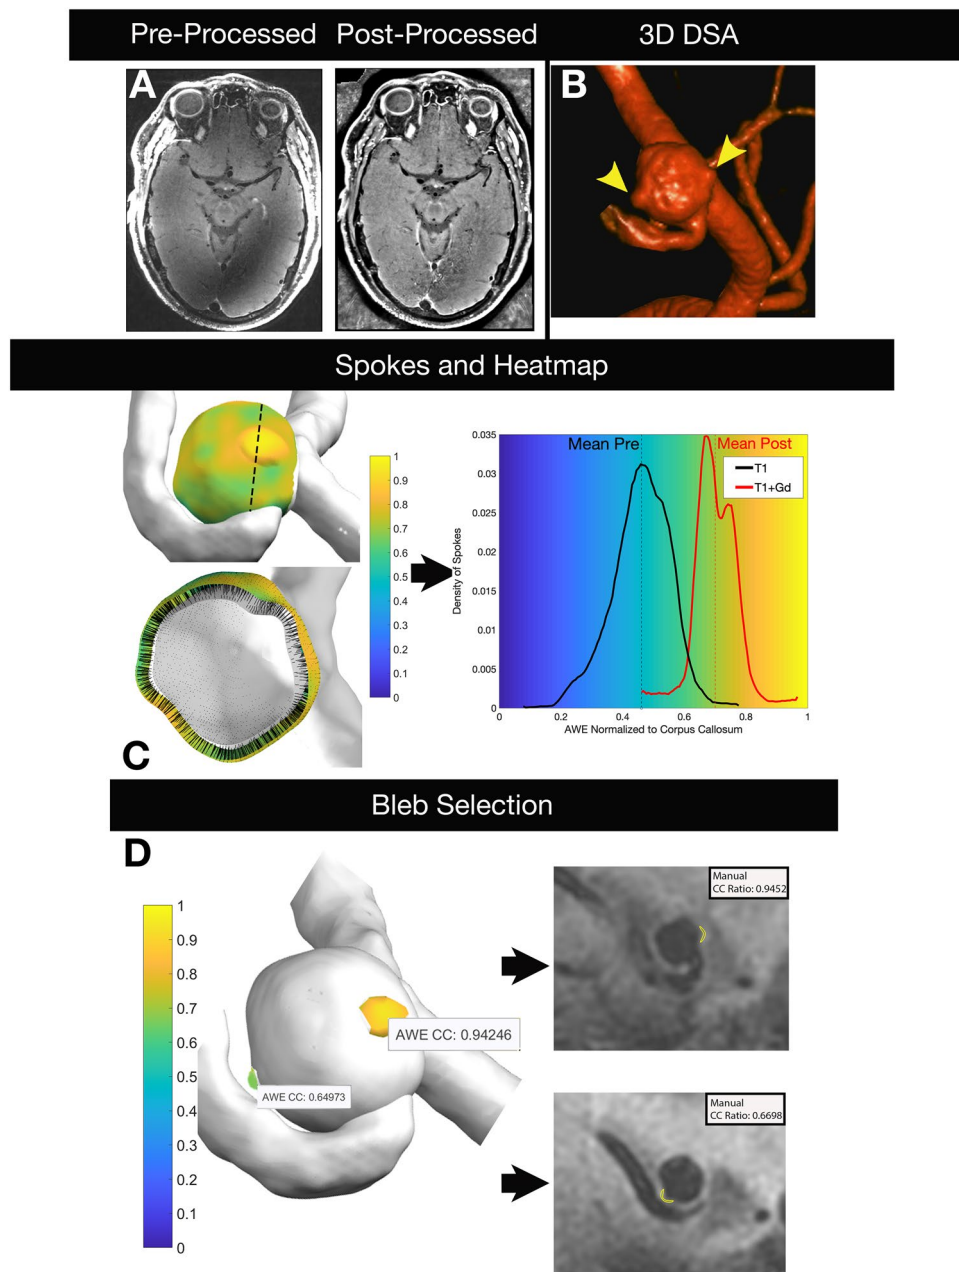 Pre-Processed
Post-Processed
3D DSA
A
B
Spokes and Heatmap
1
0.9
0.8
0.7
0.6
0.5
0.4
0.3
0.2
0.1
0
C
Density of Spokes
0.035
0.03
0.025
0.02
0.015
0.01
0.005
0
Mean Pre
Mean Post
T1
T1+Gd
0
0.2
0.4
0.6
0.8
1
AWE Normalized to Corpus Callosum
Bleb Selection
D
1
0.9
0.8
0.7
0.6
0.5
0.4
0.3
0.2
0.1
0
AWE CC: 0.94246
AWE CC: 0.64973
Manual
CC Ratio: 0.9452
Manual
CC Ratio: 0.6698